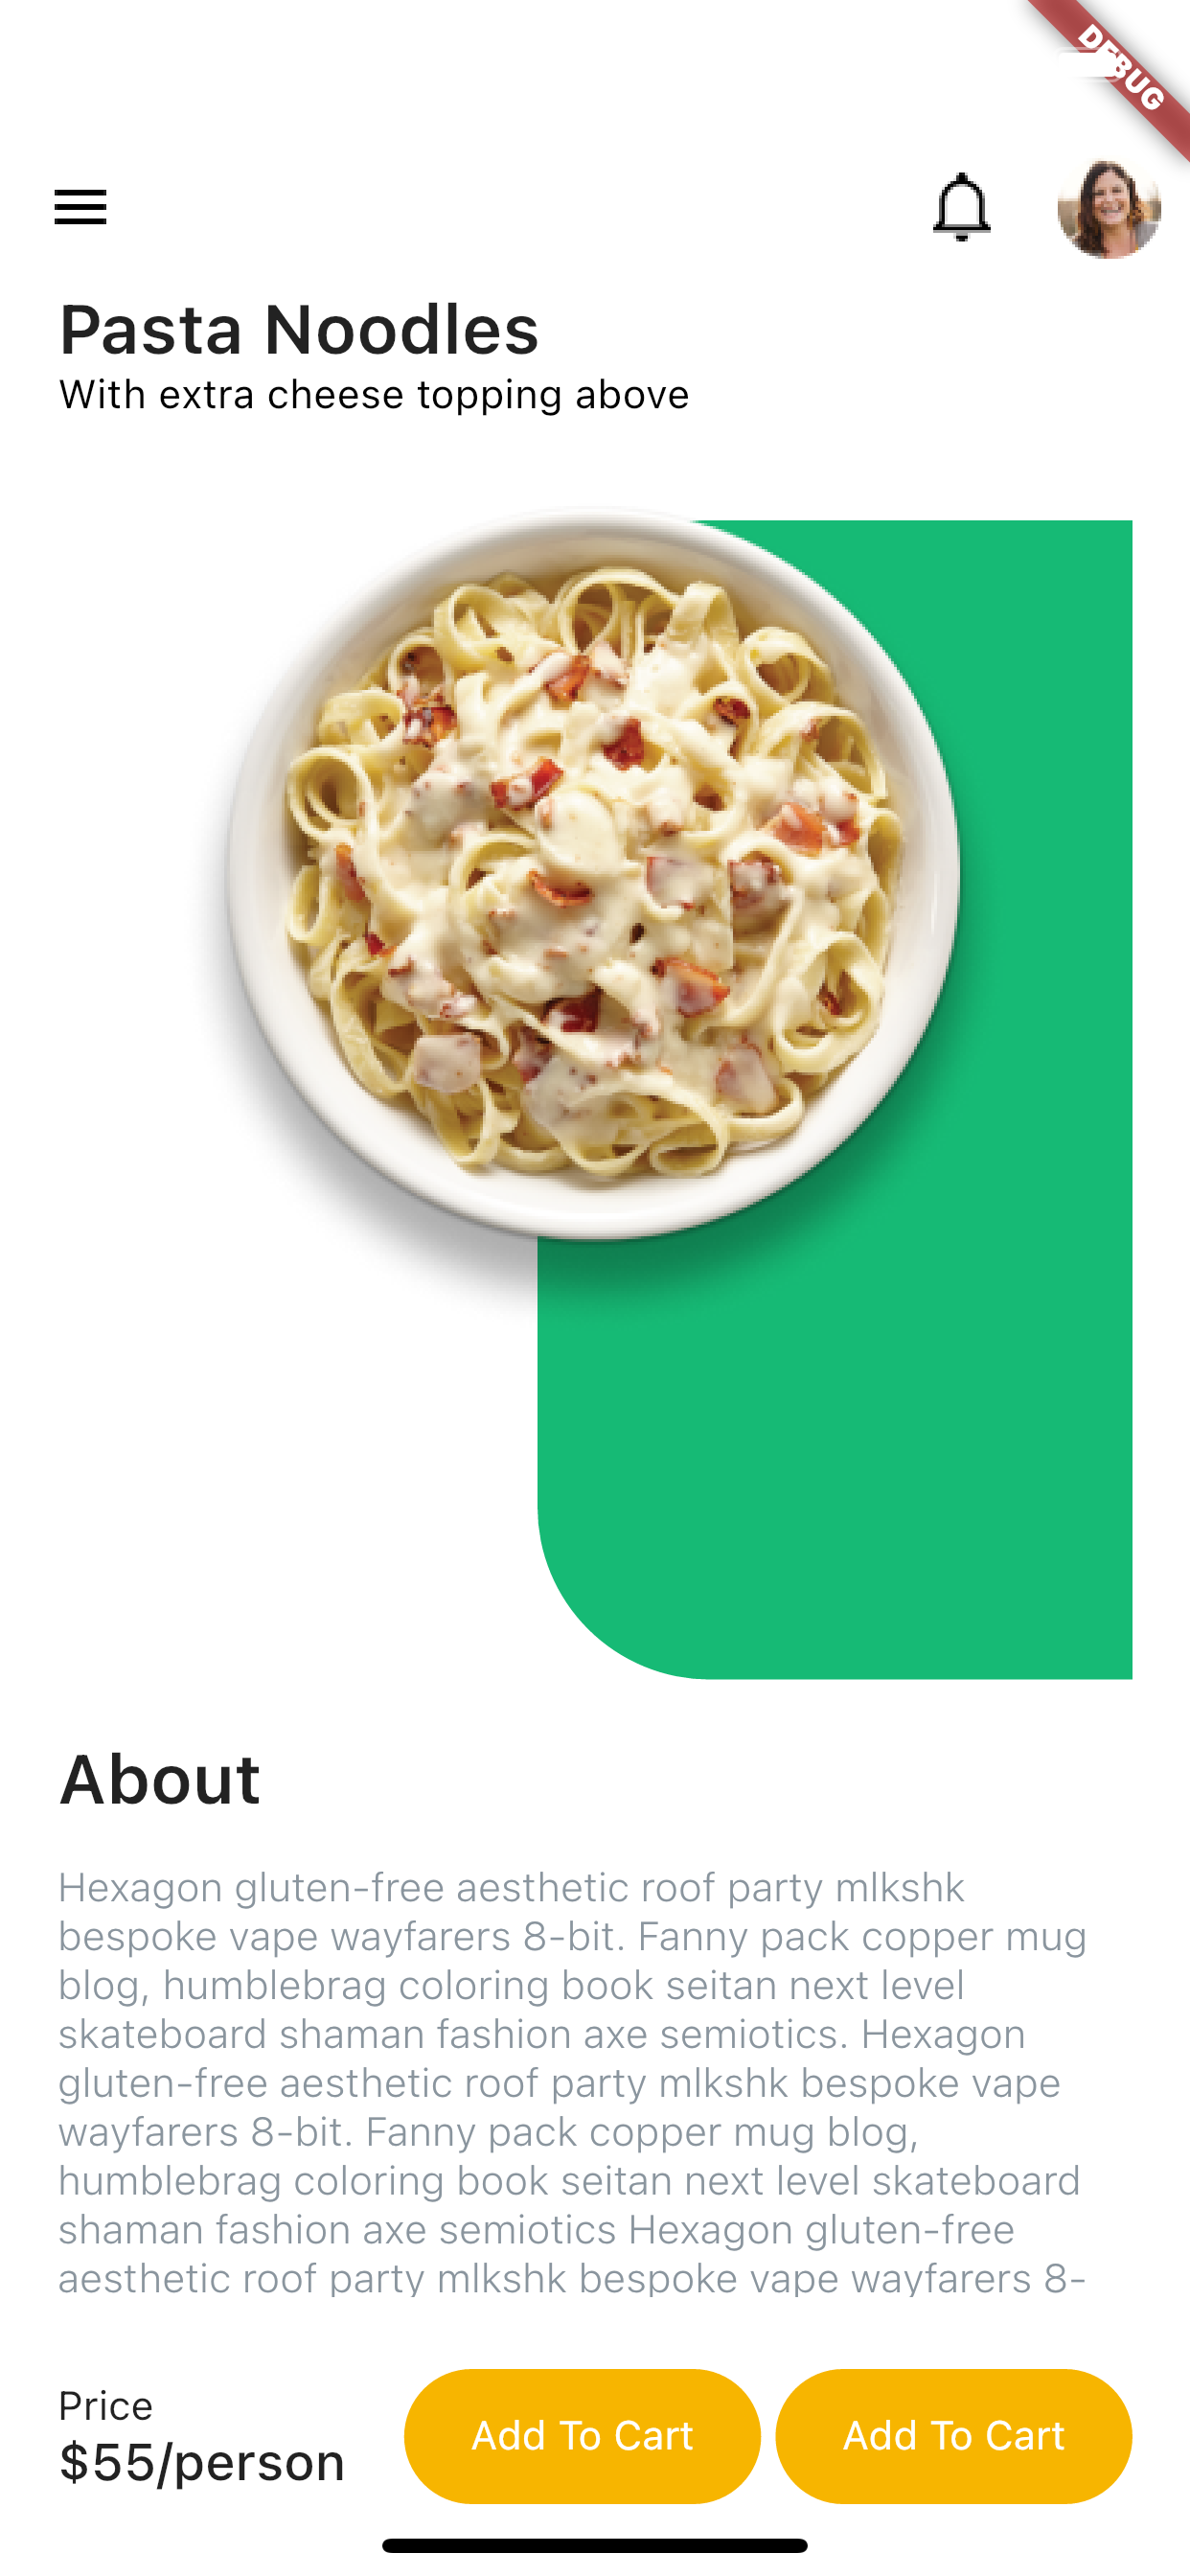 DEBUG
Pasta Noodles
With extra cheese topping above
About
Hexagon gluten-free aesthetic roof party mlkshk
bespoke vape wayfarers 8-bit. Fanny pack copper mug
blog, humblebrag coloring book seitan next level
skateboard shaman fashion axe semiotics. Hexagon
gluten-free aesthetic roof party mlkshk bespoke vape
wayfarers 8-bit. Fanny pack copper mug blog,
humblebrag coloring book seitan next level skateboard
shaman fashion axe semiotics Hexagon gluten-free
aesthetic roof party mlkshk bespoke vape wayfarers 8-
Price
$55/person
Add To Cart
Add To Cart